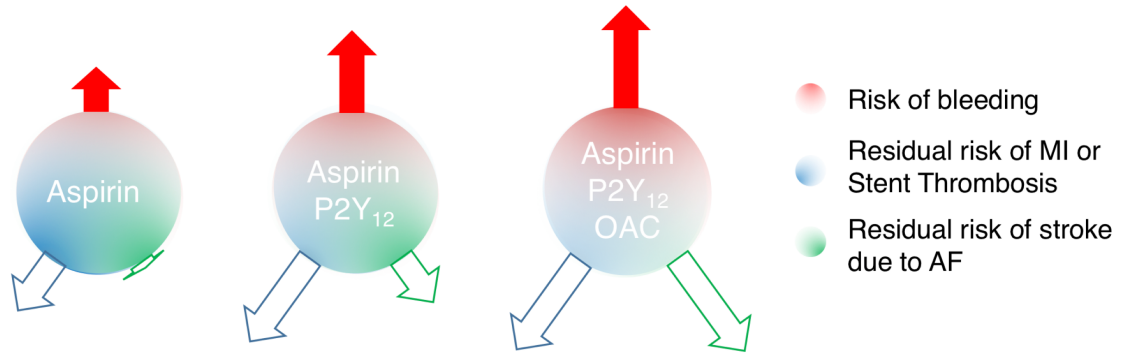 Aspirin
Aspirin
P2Y₁₂
Aspirin
P2Y₁₂
OAC
Risk of bleeding
Residual risk of MI or
Stent Thrombosis
Residual risk of stroke
due to AF